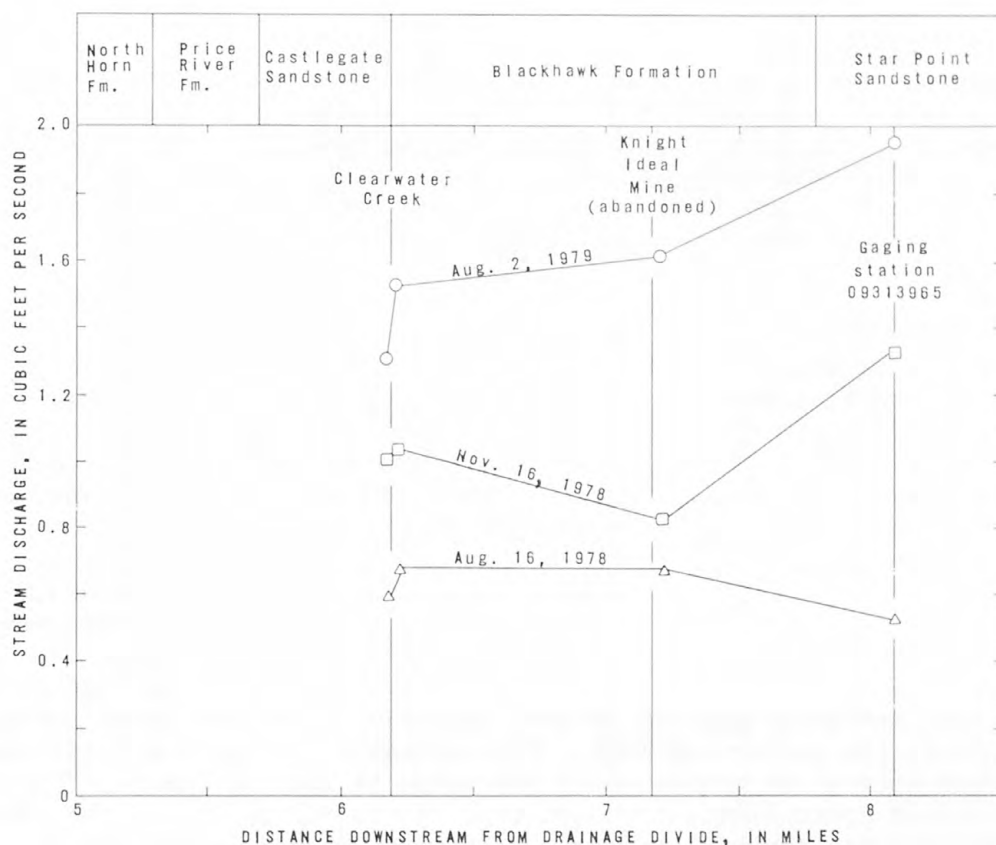 North
Horn
Fm.
Price
River
Fm.
Castlegate
Sandstone
Blackhawk Formation
Star Point
Sandstone
STREAM DISCHARGE, IN CUBIC FEET PER SECOND
2.0
1.6
1.2
0.8
0.4
0
Clearwater
Creek
Knight
Ideal
Mine
(abandoned)
Gaging
station
09313965
Aug. 2, 1979
Nov. 16, 1978
Aug. 16, 1978
5
6
7
8
DISTANCE DOWNSTREAM FROM DRAINAGE DIVIDE, IN MILES